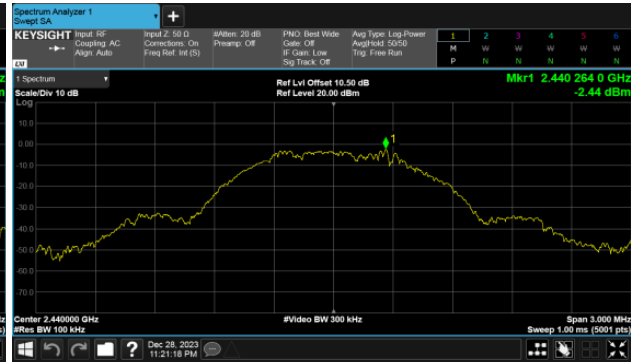 Spectrum Analyzer 1
Swept SA
+
KEYSIGHT Input: RF Input Z: 50 Ω #Atten: 20 dB PNO: Best Wide Avg Type: Log-Power 1 2 3 4 5 6
Coupling: AC Corrections: On Preamp: Off Gate: Off Avg|Hold: 50/50 M W W W W W
Align: Auto Freq Ref: Int (S) IF Gain: Low Trig: Free Run P N N N N N
LXI Sig Track: Off
1 Spectrum Ref Lvl Offset 10.50 dB Mkr1 2.440 264 0 GHz
Scale/Div 10 dB Ref Level 20.00 dBm -2.44 dBm
Log
10.0
0.00
1
-10.0
-20.0
-30.0
-40.0
-50.0
-60.0
-70.0
Center 2.440000 GHz #Video BW 300 kHz Span 3.000 MHz
#Res BW 100 kHz Sweep 1.00 ms (5001 pts)
? Dec 28, 2023
11:21:18 PM